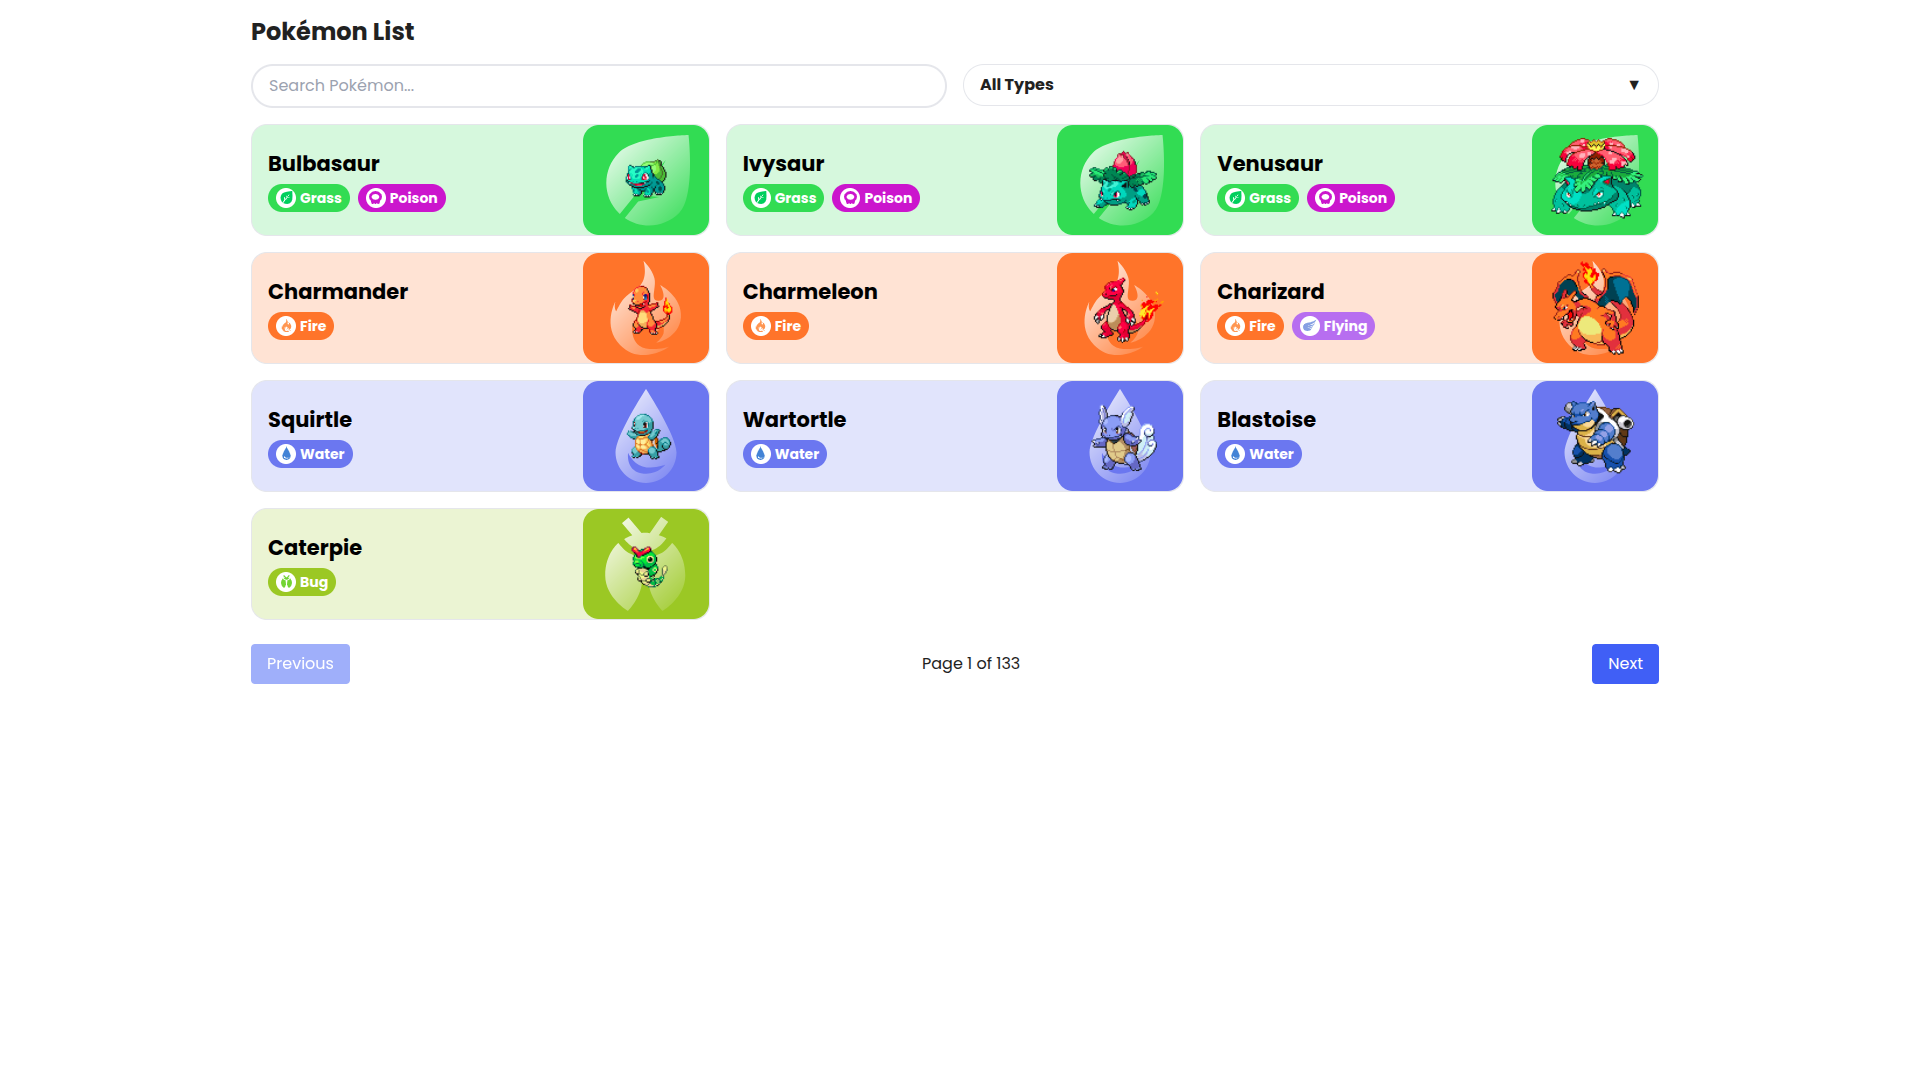 Pokémon List
Search Pokémon...
All Types ▼
Bulbasaur
Grass Poison
Ivysaur
Grass Poison
Venusaur
Grass Poison
Charmander
Fire
Charmeleon
Fire
Charizard
Fire Flying
Squirtle
Water
Wartortle
Water
Blastoise
Water
Caterpie
Bug
Previous
Page 1 of 133
Next